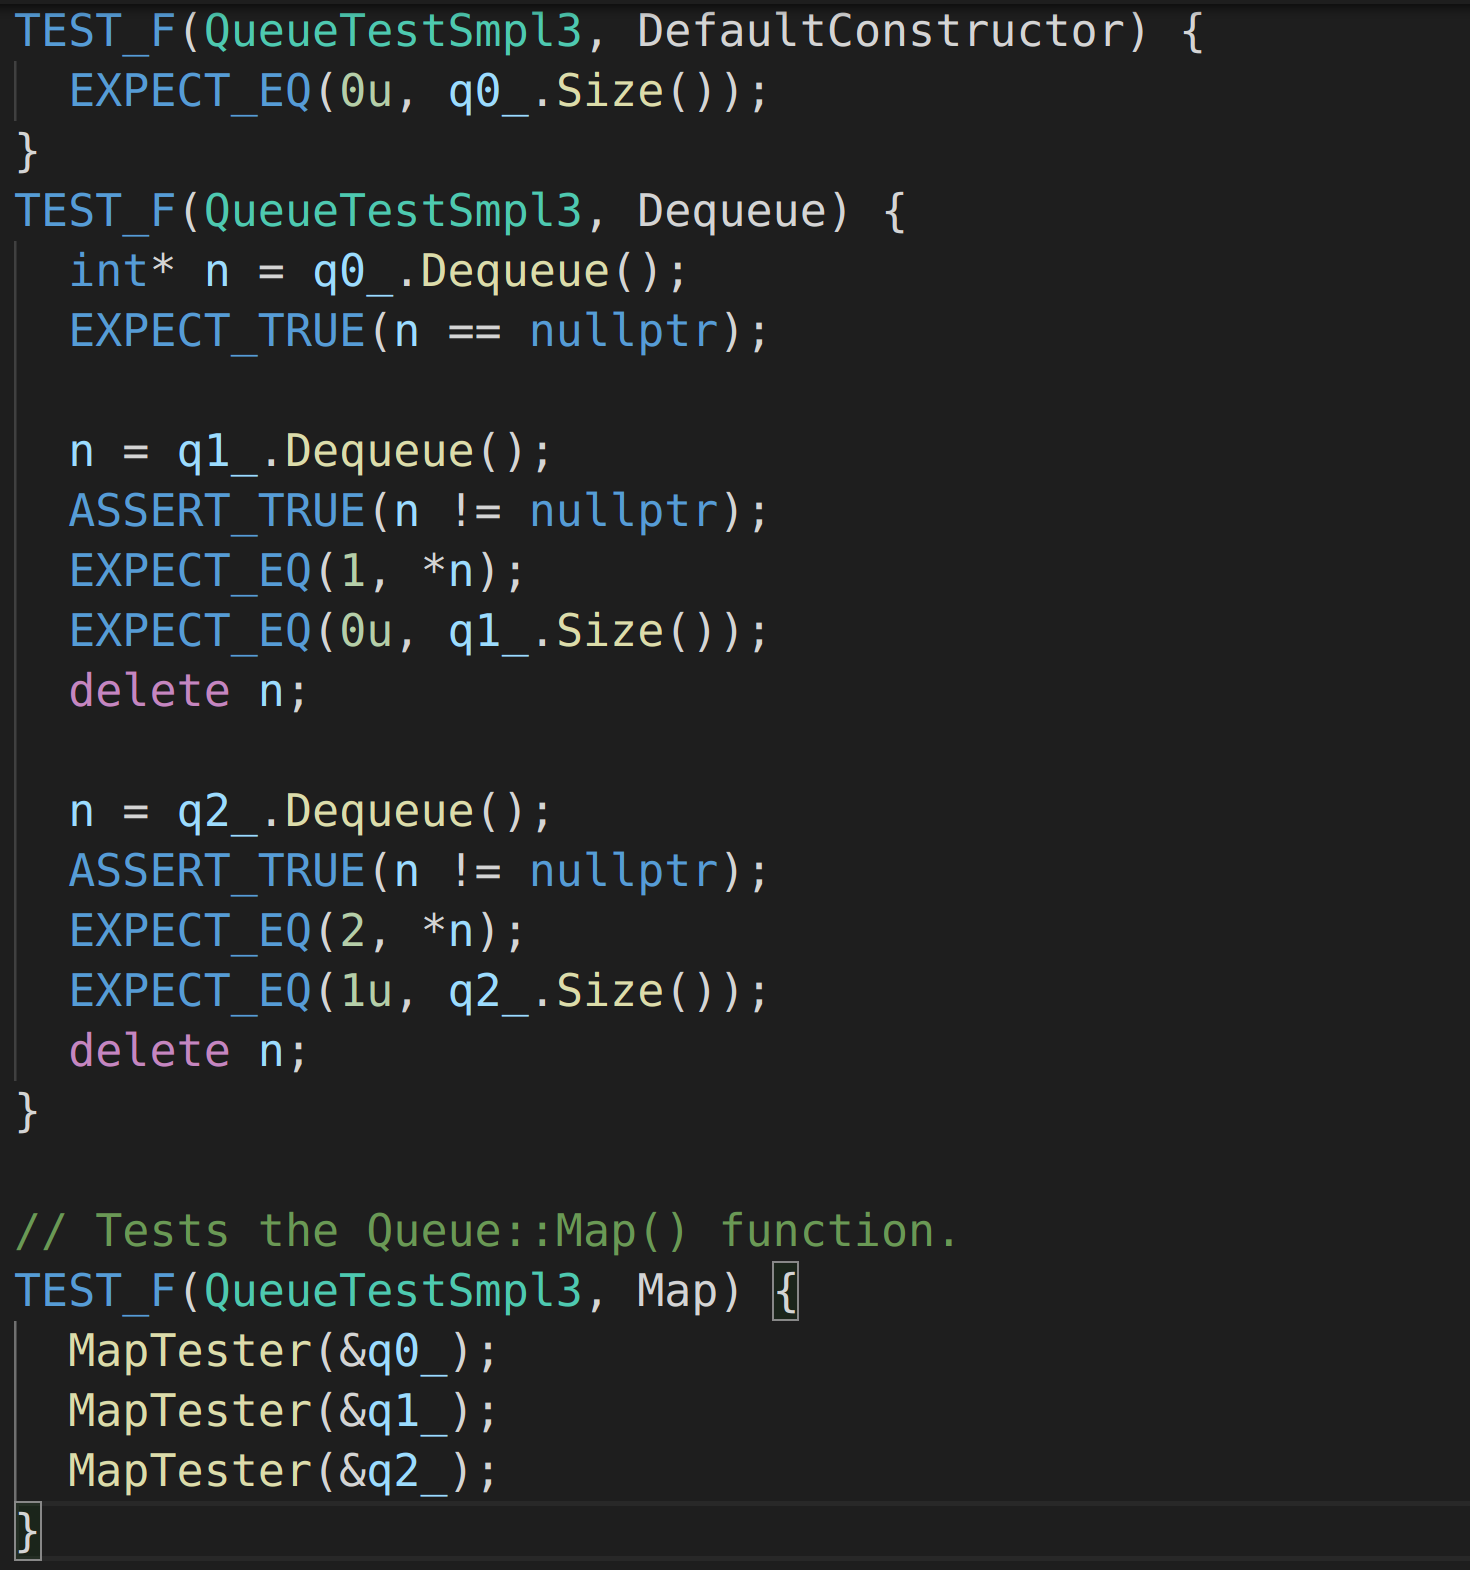 TEST_F(QueueTestSmpl3, DefaultConstructor) {
  EXPECT_EQ(0u, q0_.Size());
}
TEST_F(QueueTestSmpl3, Dequeue) {
  int* n = q0_.Dequeue();
  EXPECT_TRUE(n == nullptr);

  n = q1_.Dequeue();
  ASSERT_TRUE(n != nullptr);
  EXPECT_EQ(1, *n);
  EXPECT_EQ(0u, q1_.Size());
  delete n;

  n = q2_.Dequeue();
  ASSERT_TRUE(n != nullptr);
  EXPECT_EQ(2, *n);
  EXPECT_EQ(1u, q2_.Size());
  delete n;
}

// Tests the Queue::Map() function.
TEST_F(QueueTestSmpl3, Map) {
  MapTester(&q0_);
  MapTester(&q1_);
  MapTester(&q2_);
}